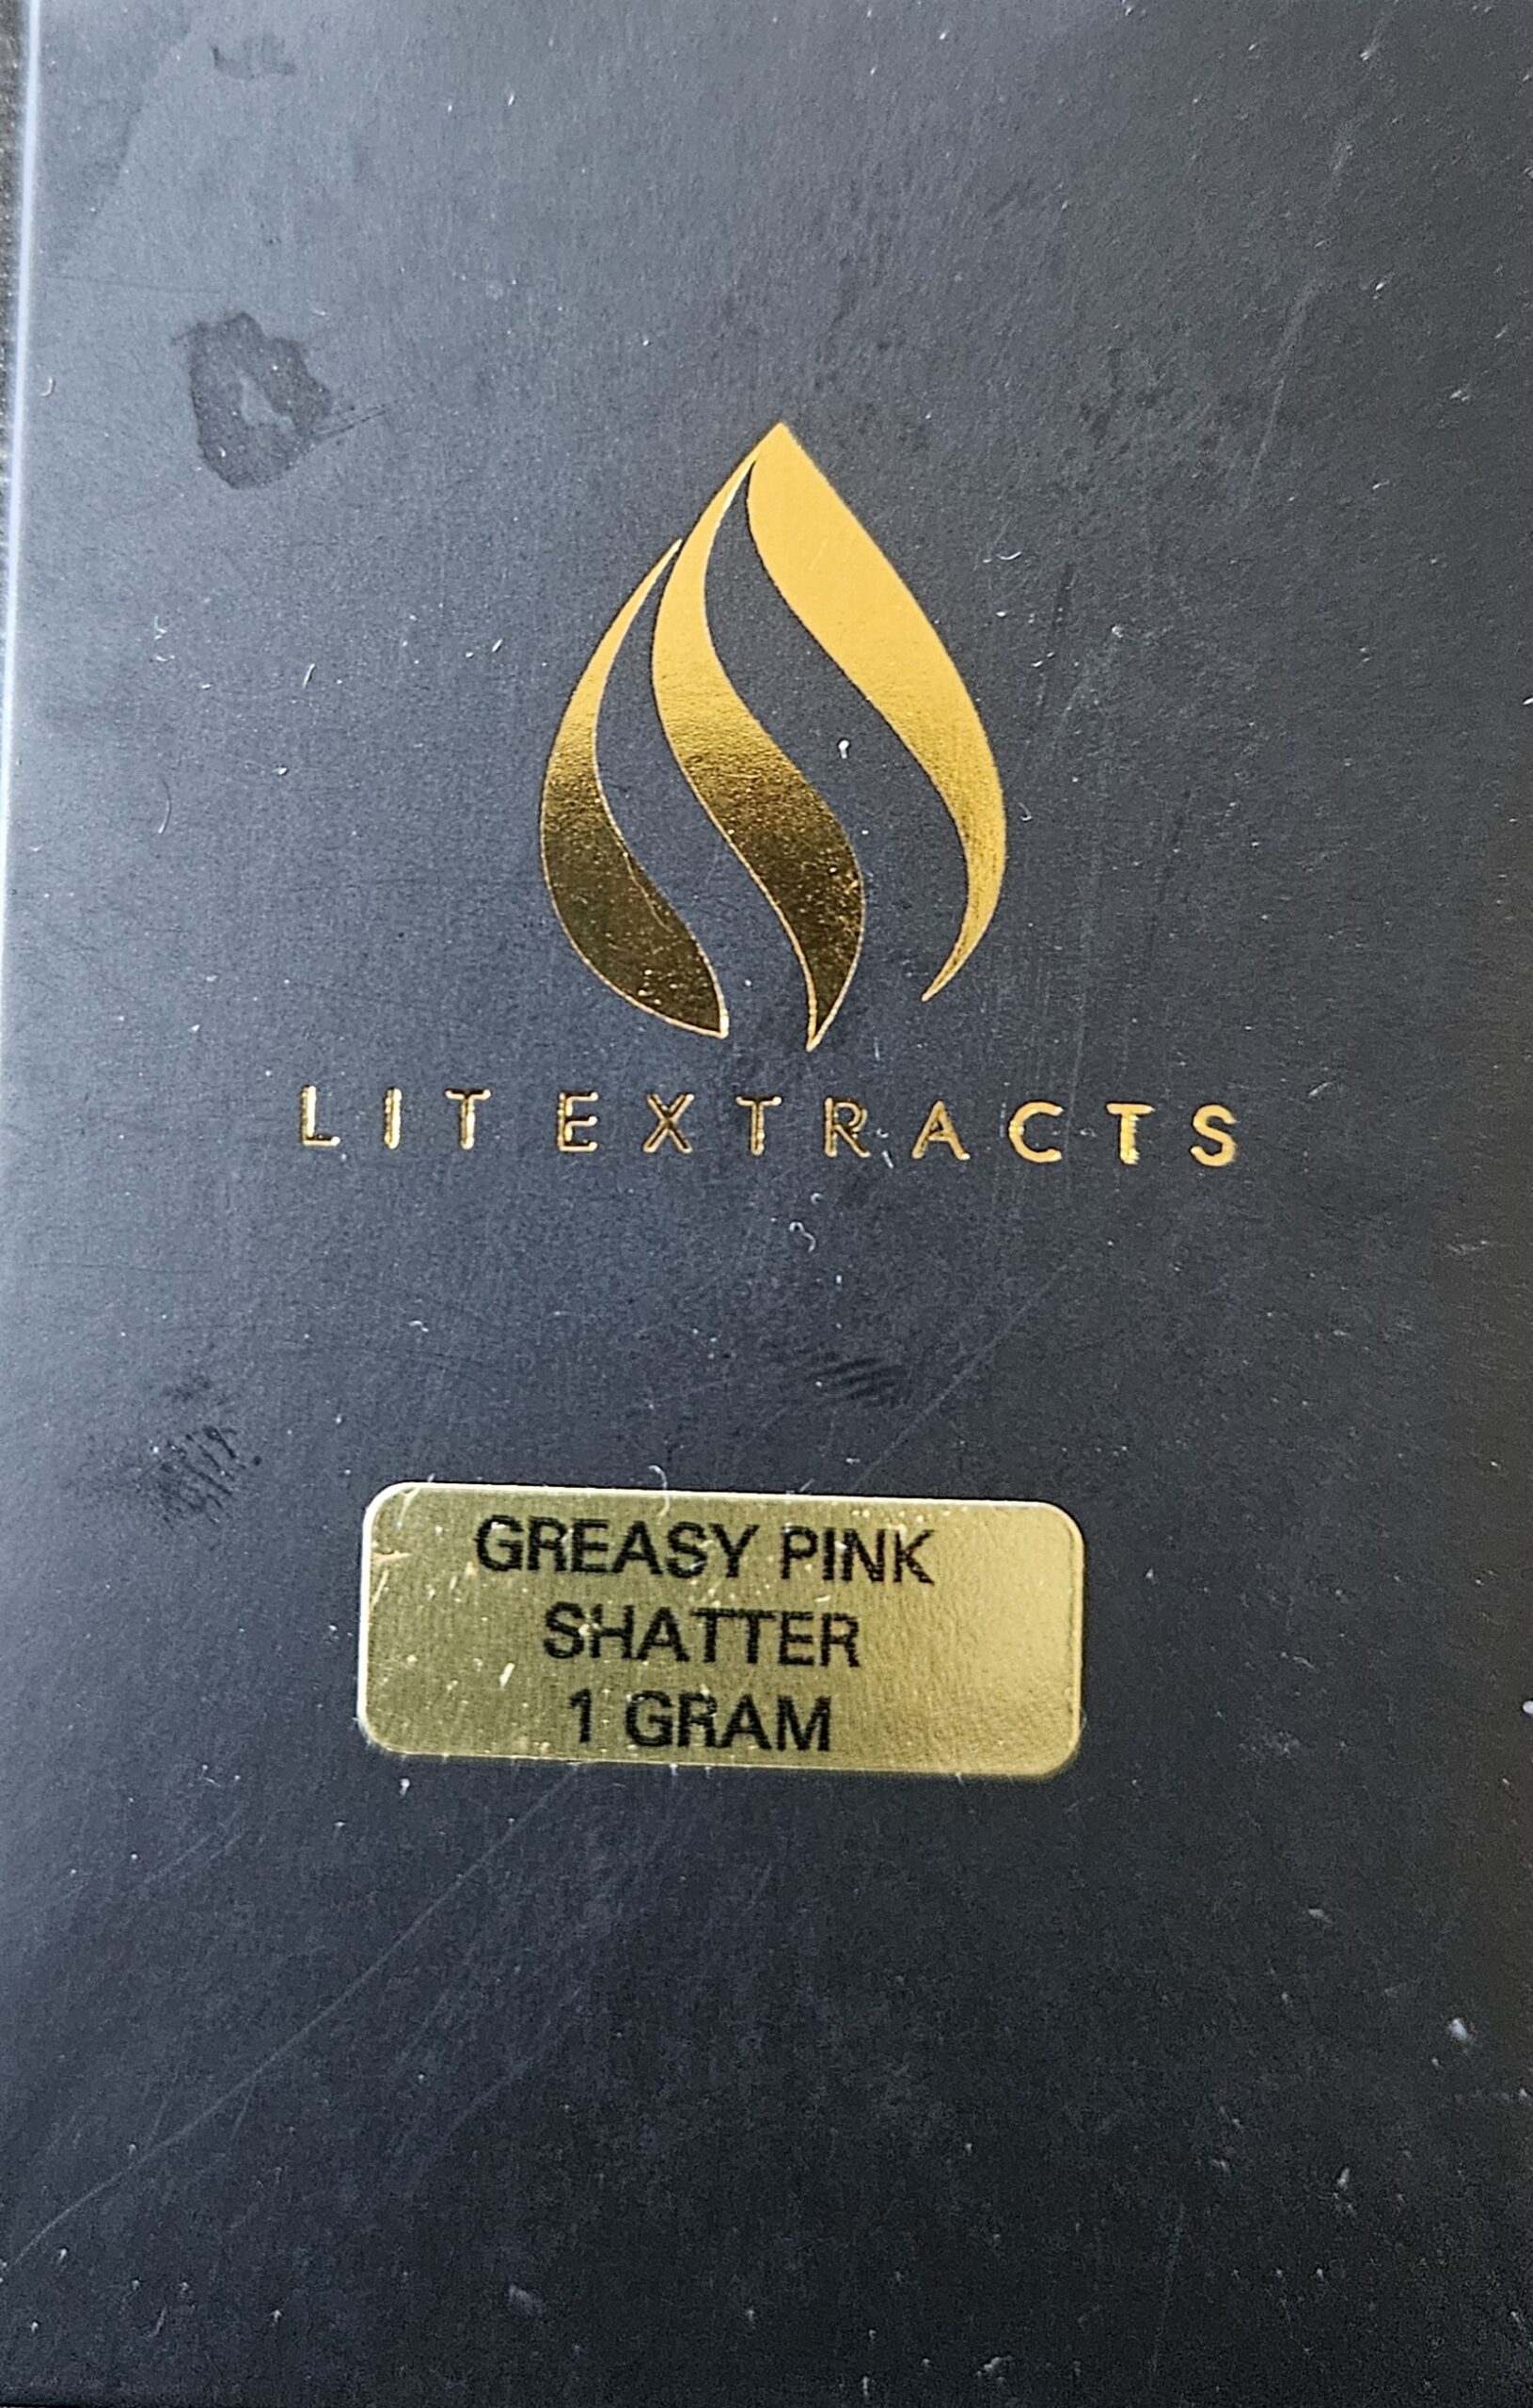 LIT EXTRACTS
GREASY PINK
SHATTER
1 GRAM